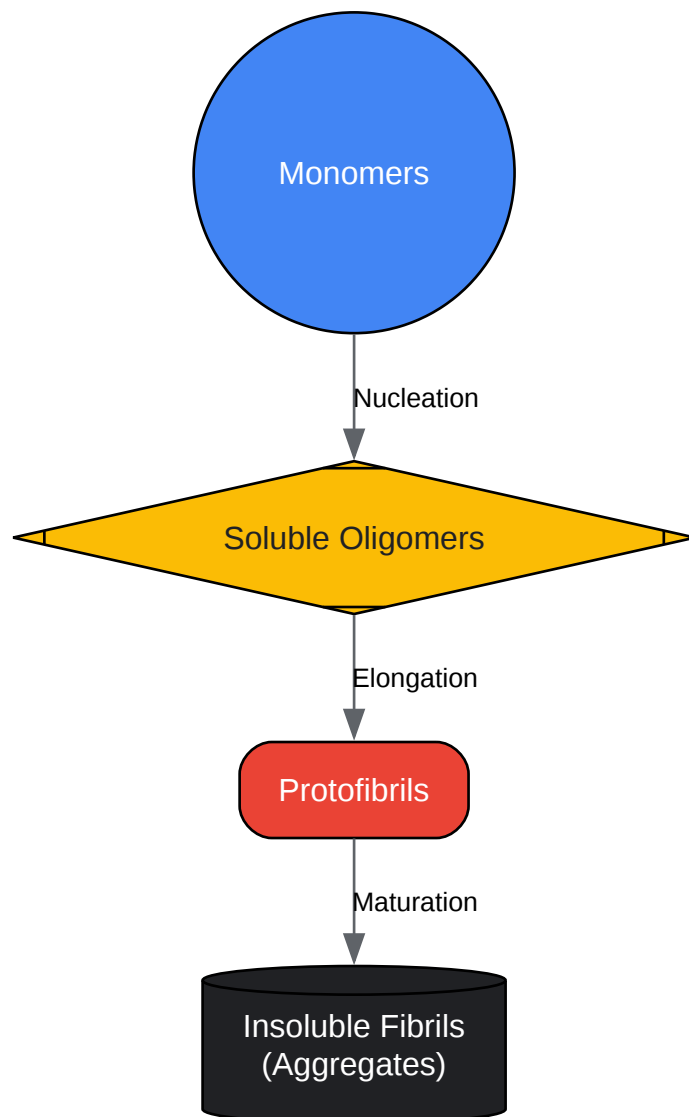 Monomers
Nucleation
Soluble Oligomers
Elongation
Protofibrils
Maturation
Insoluble Fibrils
(Aggregates)